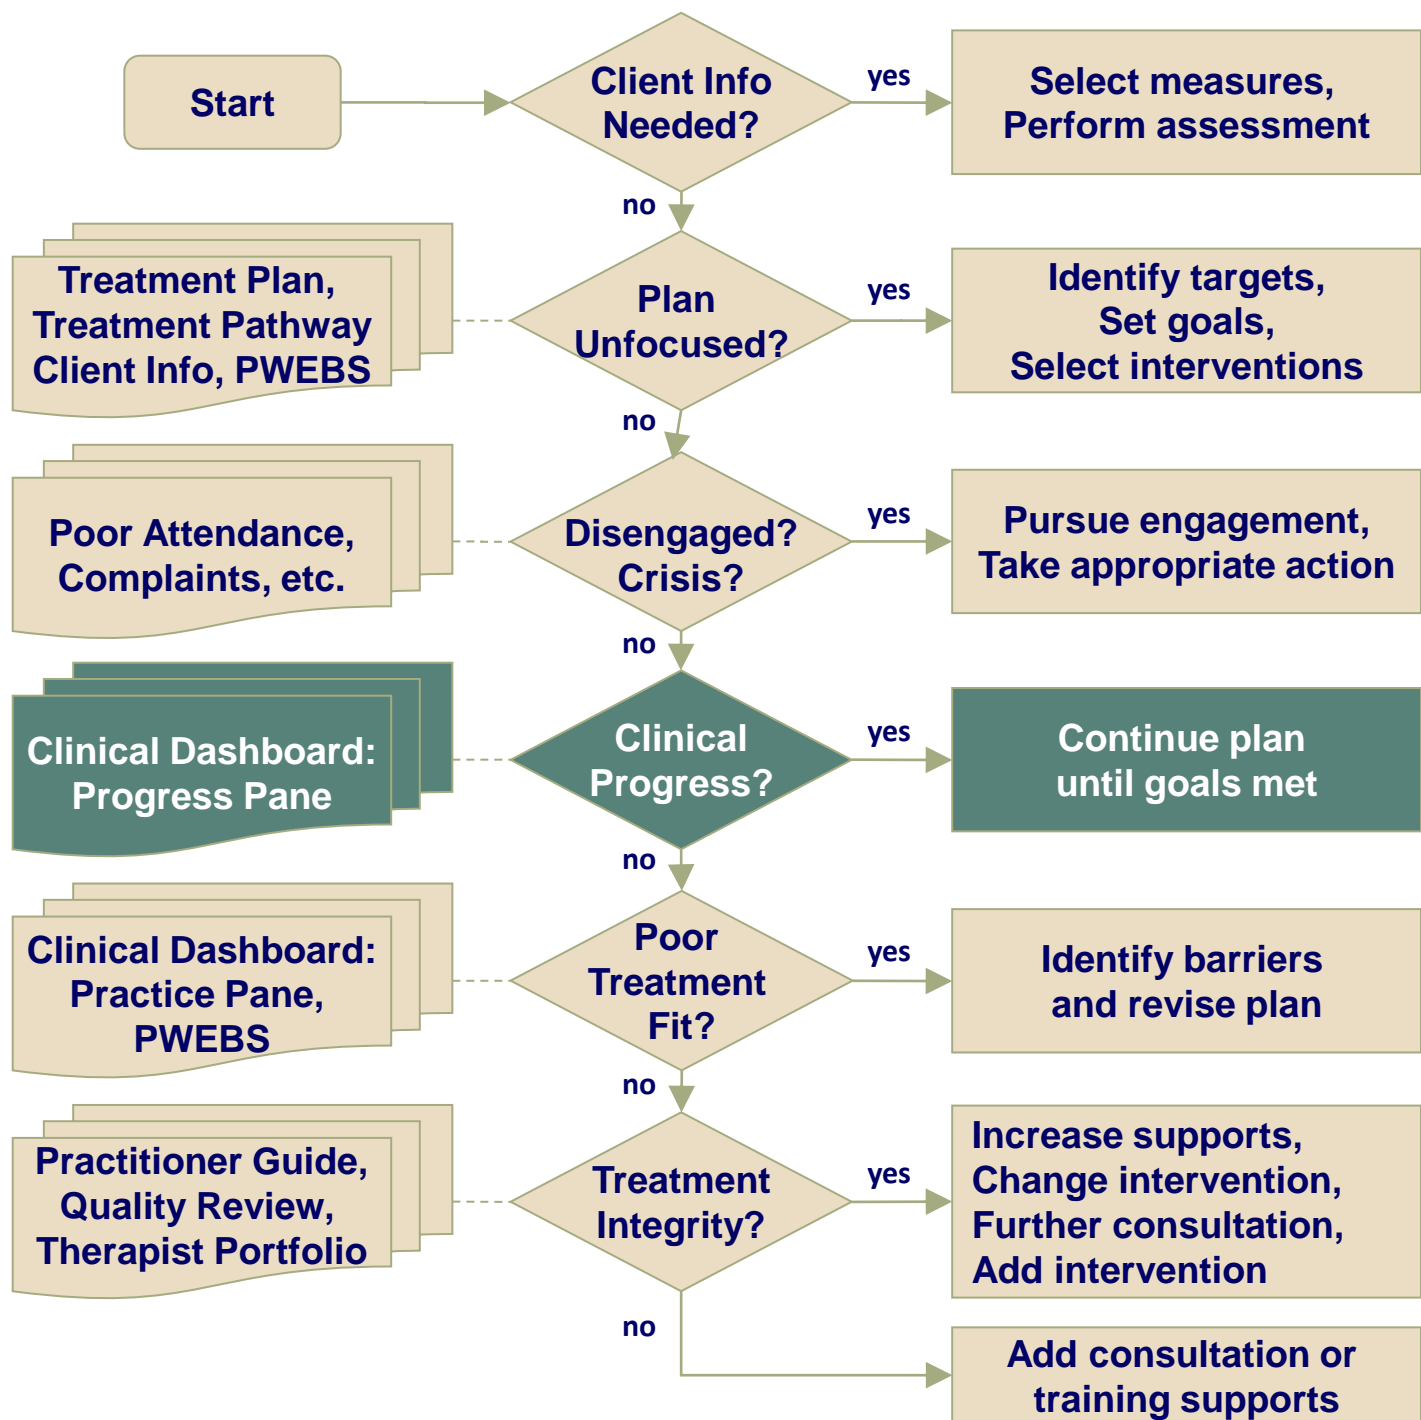 Start
Client Info
Needed?
yes
Select measures,
Perform assessment
no
Treatment Plan,
Treatment Pathway
Client Info, PWEBS
Plan
Unfocused?
yes
Identify targets,
Set goals,
Select interventions
no
Poor Attendance,
Complaints, etc.
Disengaged?
Crisis?
yes
Pursue engagement,
Take appropriate action
no
Clinical Dashboard:
Progress Pane
Clinical
Progress?
yes
Continue plan
until goals met
no
Clinical Dashboard:
Practice Pane,
PWEBS
Poor
Treatment
Fit?
yes
Identify barriers
and revise plan
no
Practitioner Guide,
Quality Review,
Therapist Portfolio
Treatment
Integrity?
yes
Increase supports,
Change intervention,
Further consultation,
Add intervention
no
Add consultation or
training supports